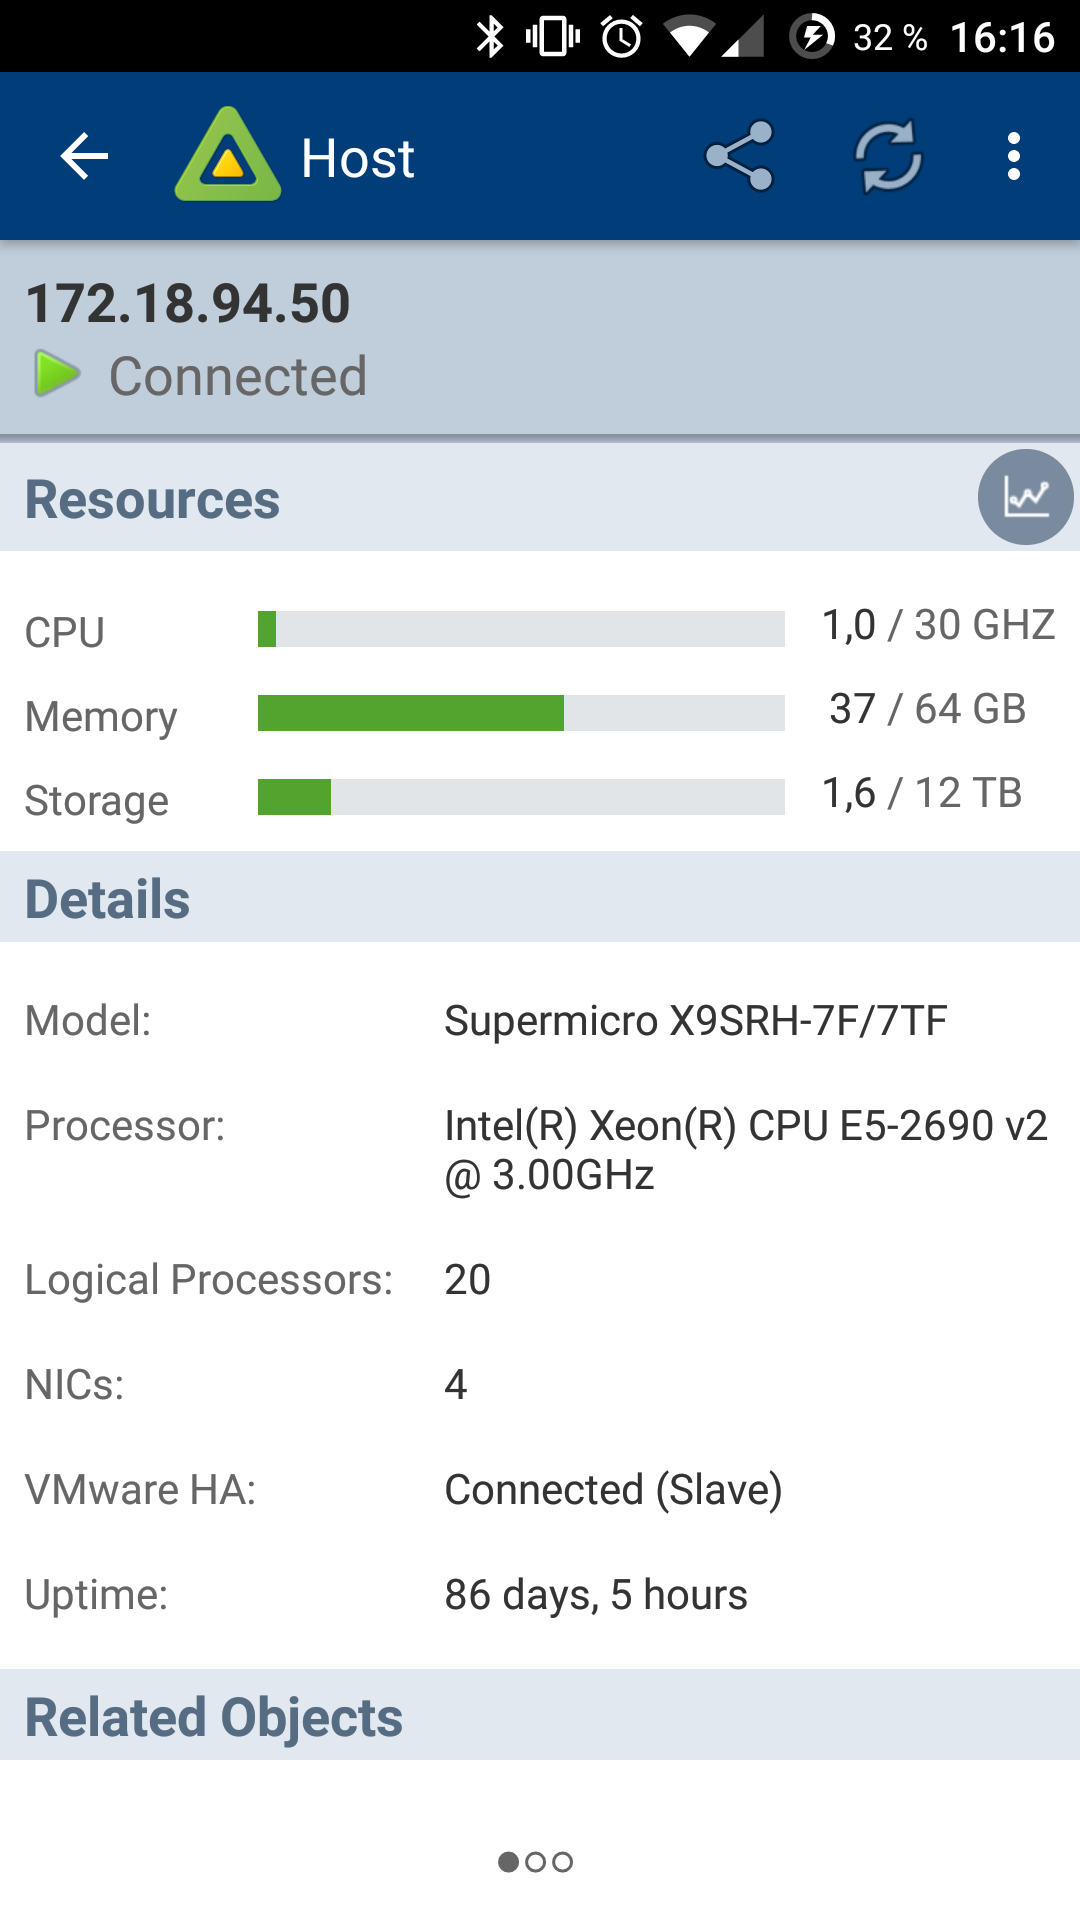 32 % 16:16
Host
172.18.94.50
Connected
Resources
CPU 1,0 / 30 GHZ
Memory 37 / 64 GB
Storage 1,6 / 12 TB
Details
Model: Supermicro X9SRH-7F/7TF
Processor: Intel(R) Xeon(R) CPU E5-2690 v2
@ 3.00GHz
Logical Processors: 20
NICs: 4
VMware HA: Connected (Slave)
Uptime: 86 days, 5 hours
Related Objects